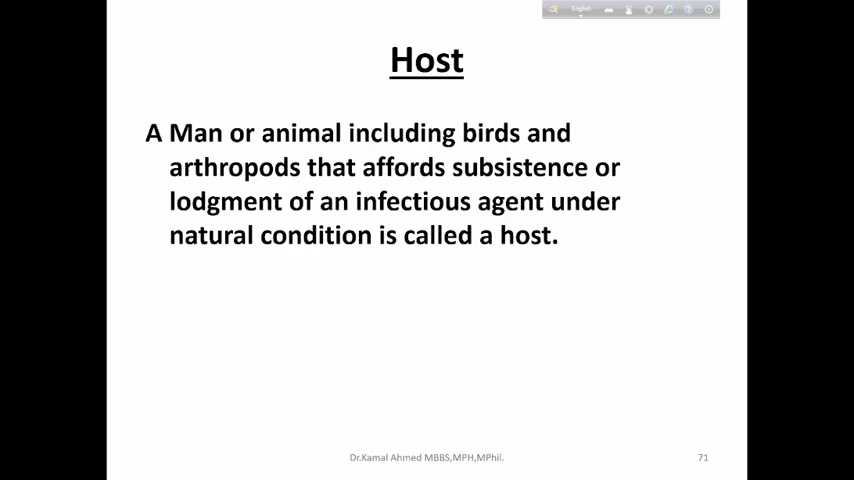 English
Host
A Man or animal including birds and
arthropods that affords subsistence or
lodgment of an infectious agent under
natural condition is called a host.
Dr.Kamal Ahmed MBBS,MPH,MPhil.
71